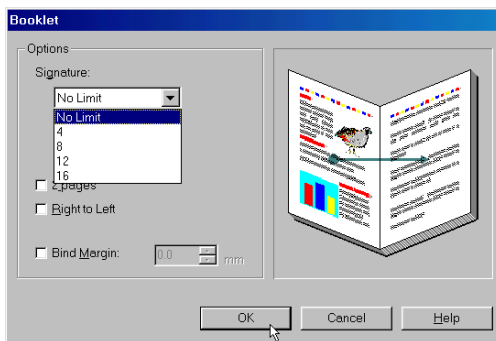 Booklet
Options
Signature:
No Limit
No Limit
4
8
12
16
2 pages
Right to Left
Bind Margin: 0.0 mm
OK Cancel Help